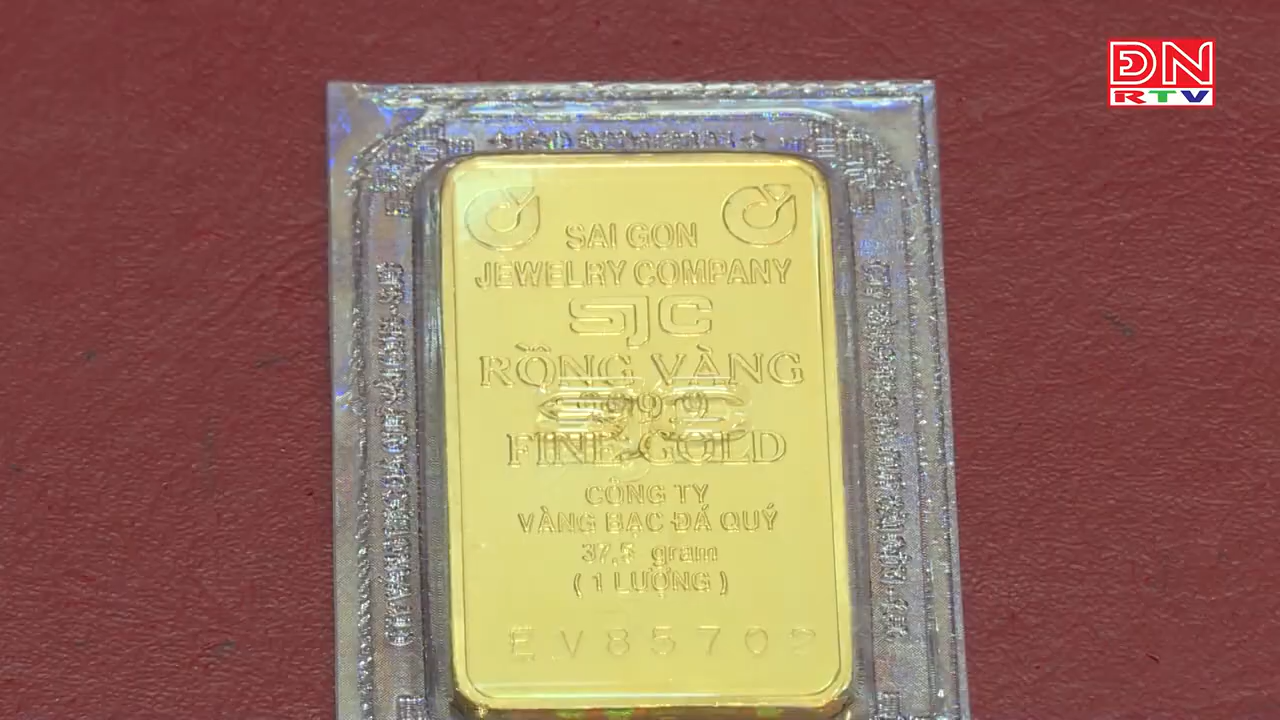 ĐN
RTV
SAI GON
JEWELRY COMPANY
SJC
RỒNG VÀNG
999.9
FINE GOLD
CÔNG TY
VÀNG BẠC ĐÁ QUÝ
37,5 gram
( 1 LƯỢNG )
EV85702